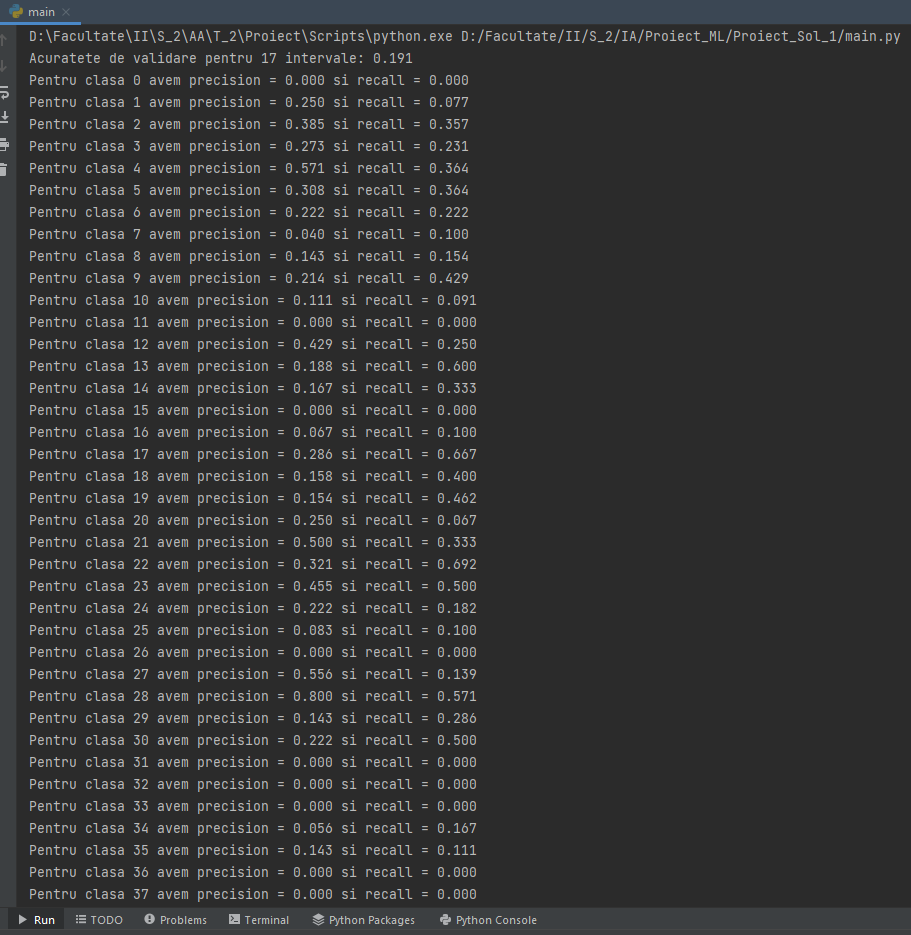 main
D:\Facultate\II\S_2\AA\T_2\Proiect\Scripts\python.exe D:/Facultate/II/S_2/IA/Proiect_ML/Proiect_Sol_1/main.py
Acuratete de validare pentru 17 intervale: 0.191
Pentru clasa 0 avem precision = 0.000 si recall = 0.000
Pentru clasa 1 avem precision = 0.250 si recall = 0.077
Pentru clasa 2 avem precision = 0.385 si recall = 0.357
Pentru clasa 3 avem precision = 0.273 si recall = 0.231
Pentru clasa 4 avem precision = 0.571 si recall = 0.364
Pentru clasa 5 avem precision = 0.308 si recall = 0.364
Pentru clasa 6 avem precision = 0.222 si recall = 0.222
Pentru clasa 7 avem precision = 0.040 si recall = 0.100
Pentru clasa 8 avem precision = 0.143 si recall = 0.154
Pentru clasa 9 avem precision = 0.214 si recall = 0.429
Pentru clasa 10 avem precision = 0.111 si recall = 0.091
Pentru clasa 11 avem precision = 0.000 si recall = 0.000
Pentru clasa 12 avem precision = 0.429 si recall = 0.250
Pentru clasa 13 avem precision = 0.188 si recall = 0.600
Pentru clasa 14 avem precision = 0.167 si recall = 0.333
Pentru clasa 15 avem precision = 0.000 si recall = 0.000
Pentru clasa 16 avem precision = 0.067 si recall = 0.100
Pentru clasa 17 avem precision = 0.286 si recall = 0.667
Pentru clasa 18 avem precision = 0.158 si recall = 0.400
Pentru clasa 19 avem precision = 0.154 si recall = 0.462
Pentru clasa 20 avem precision = 0.250 si recall = 0.067
Pentru clasa 21 avem precision = 0.500 si recall = 0.333
Pentru clasa 22 avem precision = 0.321 si recall = 0.692
Pentru clasa 23 avem precision = 0.455 si recall = 0.500
Pentru clasa 24 avem precision = 0.222 si recall = 0.182
Pentru clasa 25 avem precision = 0.083 si recall = 0.100
Pentru clasa 26 avem precision = 0.000 si recall = 0.000
Pentru clasa 27 avem precision = 0.556 si recall = 0.139
Pentru clasa 28 avem precision = 0.800 si recall = 0.571
Pentru clasa 29 avem precision = 0.143 si recall = 0.286
Pentru clasa 30 avem precision = 0.222 si recall = 0.500
Pentru clasa 31 avem precision = 0.000 si recall = 0.000
Pentru clasa 32 avem precision = 0.000 si recall = 0.000
Pentru clasa 33 avem precision = 0.000 si recall = 0.000
Pentru clasa 34 avem precision = 0.056 si recall = 0.167
Pentru clasa 35 avem precision = 0.143 si recall = 0.111
Pentru clasa 36 avem precision = 0.000 si recall = 0.000
Pentru clasa 37 avem precision = 0.000 si recall = 0.000
Run TODO Problems Terminal Python Packages Python Console